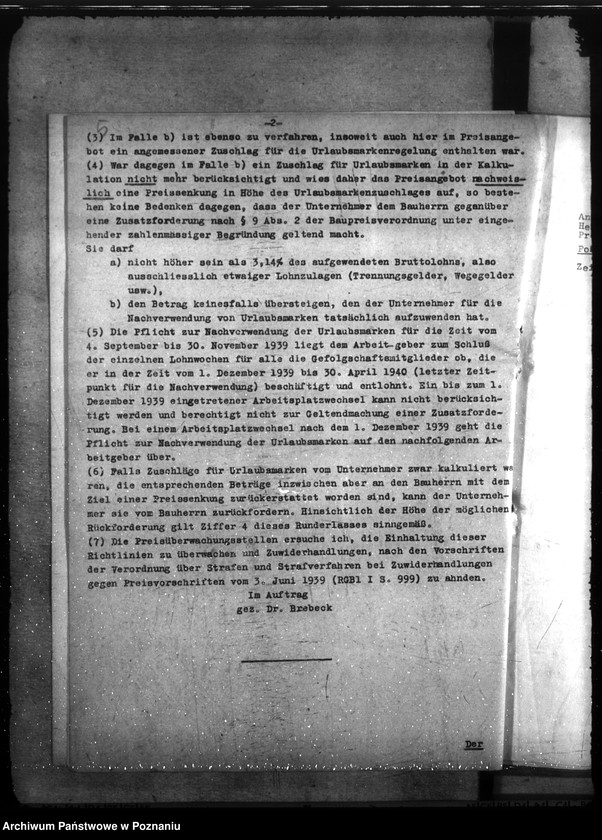 -2-
(3) Im Falle b) ist ebenso zu verfahren, insoweit auch hier im Preisange-
bot ein angemessener Zuschlag für die Urlaubsmarkenregelung enthalten war.
(4) War dagegen im Falle b) ein Zuschlag für Urlaubsmarken in der Kalku-
lation nicht mehr berücksichtigt und wies daher das Preisangebot nachweis-
lich eine Preissenkung in Höhe des Urlaubsmarkenzuschlages auf, so beste-
hen keine Bedenken dagegen, dass der Unternehmer dem Bauherrn gegenüber
eine Zusatzforderung nach § 9 Abs. 2 der Baupreisverordnung unter einge-
hender zahlenmässiger Begründung geltend macht.
Sie darf
a) nicht höher sein als 3,14% des aufgewendeten Bruttolohns, also
ausschliesslich etwaiger Lohnzulagen (Trennungsgelder, Wegegelder
usw.),
b) den Betrag keinesfalls übersteigen, den der Unternehmer für die
Nachverwendung von Urlaubsmarken tatsächlich aufzuwenden hat.
(5) Die Pflicht zur Nachverwendung der Urlaubsmarken für die Zeit vom
4. September bis 30. November 1939 liegt dem Arbeitgeber zum Schluß
der einzelnen Lohnwochen für alle die Gefolgschaftsmitglieder ob, die
er in der Zeit vom 1. Dezember 1939 bis 30. April 1940 (letzter Zeit-
punkt für die Nachverwendung) beschäftigt und entlohnt. Ein bis zum 1.
Dezember 1939 eingetretener Arbeitsplatzwechsel kann nicht berücksich-
tigt werden und berechtigt nicht zur Geltendmachung einer Zusatzforde-
rung. Bei einem Arbeitsplatzwechsel nach dem 1. Dezember 1939 geht die
Pflicht zur Nachverwendung der Urlaubsmarken auf den nachfolgenden Ar-
beitgeber über.
(6) Falls Zuschläge für Urlaubsmarken vom Unternehmer zwar kalkuliert wa
ren, die entsprechenden Beträge inzwischen aber an den Bauherrn mit dem
Ziel einer Preissenkung zurückerstattet worden sind, kann der Unterneh-
mer sie vom Bauherrn zurückfordern. Hinsichtlich der Höhe der möglichen
Rückforderung gilt Ziffer 4 dieses Runderlasses sinngemäß.
(7) Die Preisüberwachungsstellen ersuche ich, die Einhaltung dieser
Richtlinien zu überwachen und Zuwiderhandlungen, nach den Vorschriften
der Verordnung über Strafen und Strafverfahren bei Zuwiderhandlungen
gegen Preisvorschriften vom 3. Juni 1939 (RGBl I S. 999) zu ahnden.
Im Auftrag
gez. Dr. Brebeck
Der
An
He
Pr
Po
Zei
Archiwum Państwowe w Poznaniu